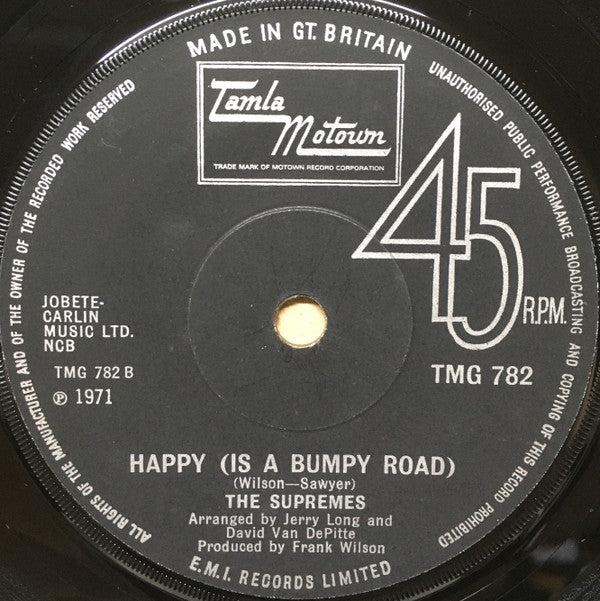 MADE IN GT. BRITAIN
Tamla
Motown
TRADE MARK OF MOTOWN RECORD CORPORATION
UNAUTHORISED PUBLIC PERFORMANCE BROADCASTING AND COPYING OF THIS RECORD PROHIBITED
ALL RIGHTS OF THE MANUFACTURER AND OF THE OWNER OF THE RECORDED WORK RESERVED
45
R.P.M.
JOBETE-
CARLIN
MUSIC LTD.
NCB
TMG 782 B
℗ 1971
TMG 782
HAPPY (IS A BUMPY ROAD)
(Wilson—Sawyer)
THE SUPREMES
Arranged by Jerry Long and
David Van DePitte
Produced by Frank Wilson
E.M.I. RECORDS LIMITED